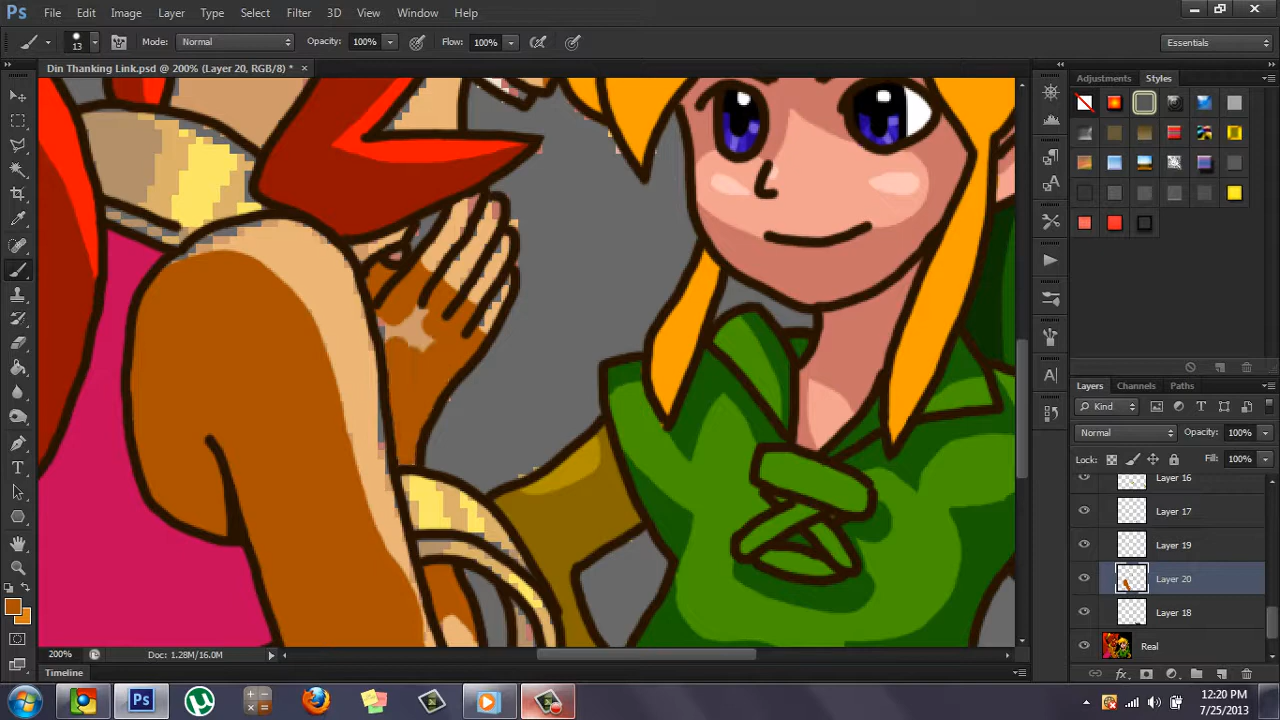 Ps File Edit Image Layer Type Select Filter 3D View Window Help
13 Mode: Normal Opacity: 100% Flow: 100% Essentials
Din Thanking Link.psd @ 200% (Layer 20, RGB/8) *
Adjustments Styles
Layers Channels Paths
Kind
Normal Opacity: 100%
Lock: Fill: 100%
Layer 16
Layer 17
Layer 19
Layer 20
Layer 18
Real
200% Doc: 1.28M/16.0M
Timeline
Ps
12:20 PM
7/25/2013